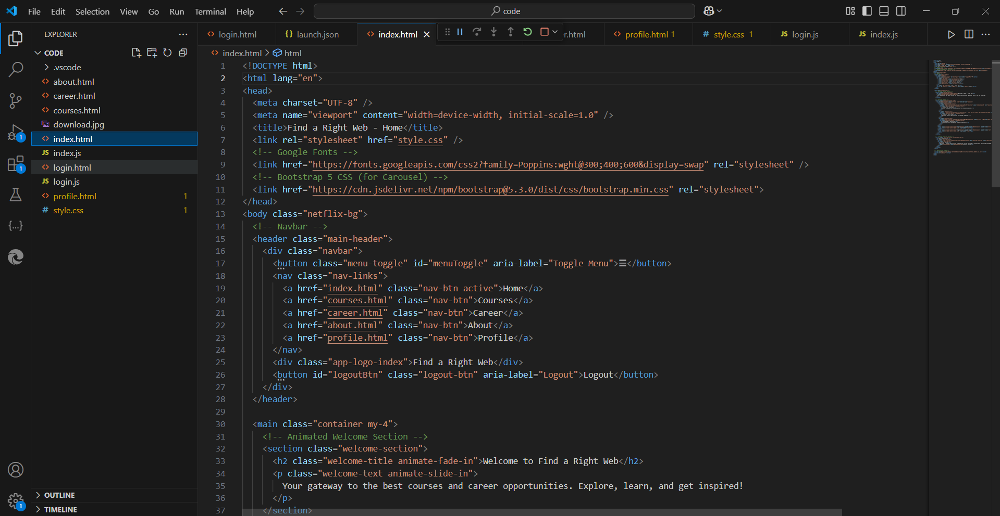 File Edit Selection View Go Run Terminal Help
code
EXPLORER
CODE
.vscode
about.html
career.html
courses.html
download.jpg
index.html
index.js
login.html
login.js
profile.html 1
style.css 1
OUTLINE
TIMELINE
1
1
1
login.html
launch.json
index.html
r.html
profile.html 1
style.css 1
JS login.js
JS index.js
index.html > html
1 <!DOCTYPE html>
2 <html lang="en">
3 <head>
4 <meta charset="UTF-8" />
5 <meta name="viewport" content="width=device-width, initial-scale=1.0" />
6 <title>Find a Right Web - Home</title>
7 <link rel="stylesheet" href="style.css" />
8 <!-- Google Fonts -->
9 <link href="https://fonts.googleapis.com/css2?family=Poppins:wght@300;400;600&display=swap" rel="stylesheet" />
10 <!-- Bootstrap 5 CSS (for Carousel) -->
11 <link href="https://cdn.jsdelivr.net/npm/bootstrap@5.3.0/dist/css/bootstrap.min.css" rel="stylesheet">
12 </head>
13 <body class="netflix-bg">
14 <!-- Navbar -->
15 <header class="main-header">
16 <div class="navbar">
17 <button class="menu-toggle" id="menuToggle" aria-label="Toggle Menu">☰</button>
18 <nav class="nav-links">
19 <a href="index.html" class="nav-btn active">Home</a>
20 <a href="courses.html" class="nav-btn">Courses</a>
21 <a href="career.html" class="nav-btn">Career</a>
22 <a href="about.html" class="nav-btn">About</a>
23 <a href="profile.html" class="nav-btn">Profile</a>
24 </nav>
25 <div class="app-logo-index">Find a Right Web</div>
26 <button id="logoutBtn" class="logout-btn" aria-label="Logout">Logout</button>
27 </div>
28 </header>
29
30 <main class="container my-4">
31 <!-- Animated Welcome Section -->
32 <section class="welcome-section">
33 <h2 class="welcome-title animate-fade-in">Welcome to Find a Right Web</h2>
34 <p class="welcome-text animate-slide-in">
35 Your gateway to the best courses and career opportunities. Explore, learn, and get inspired!
36 </p>
37 </section>